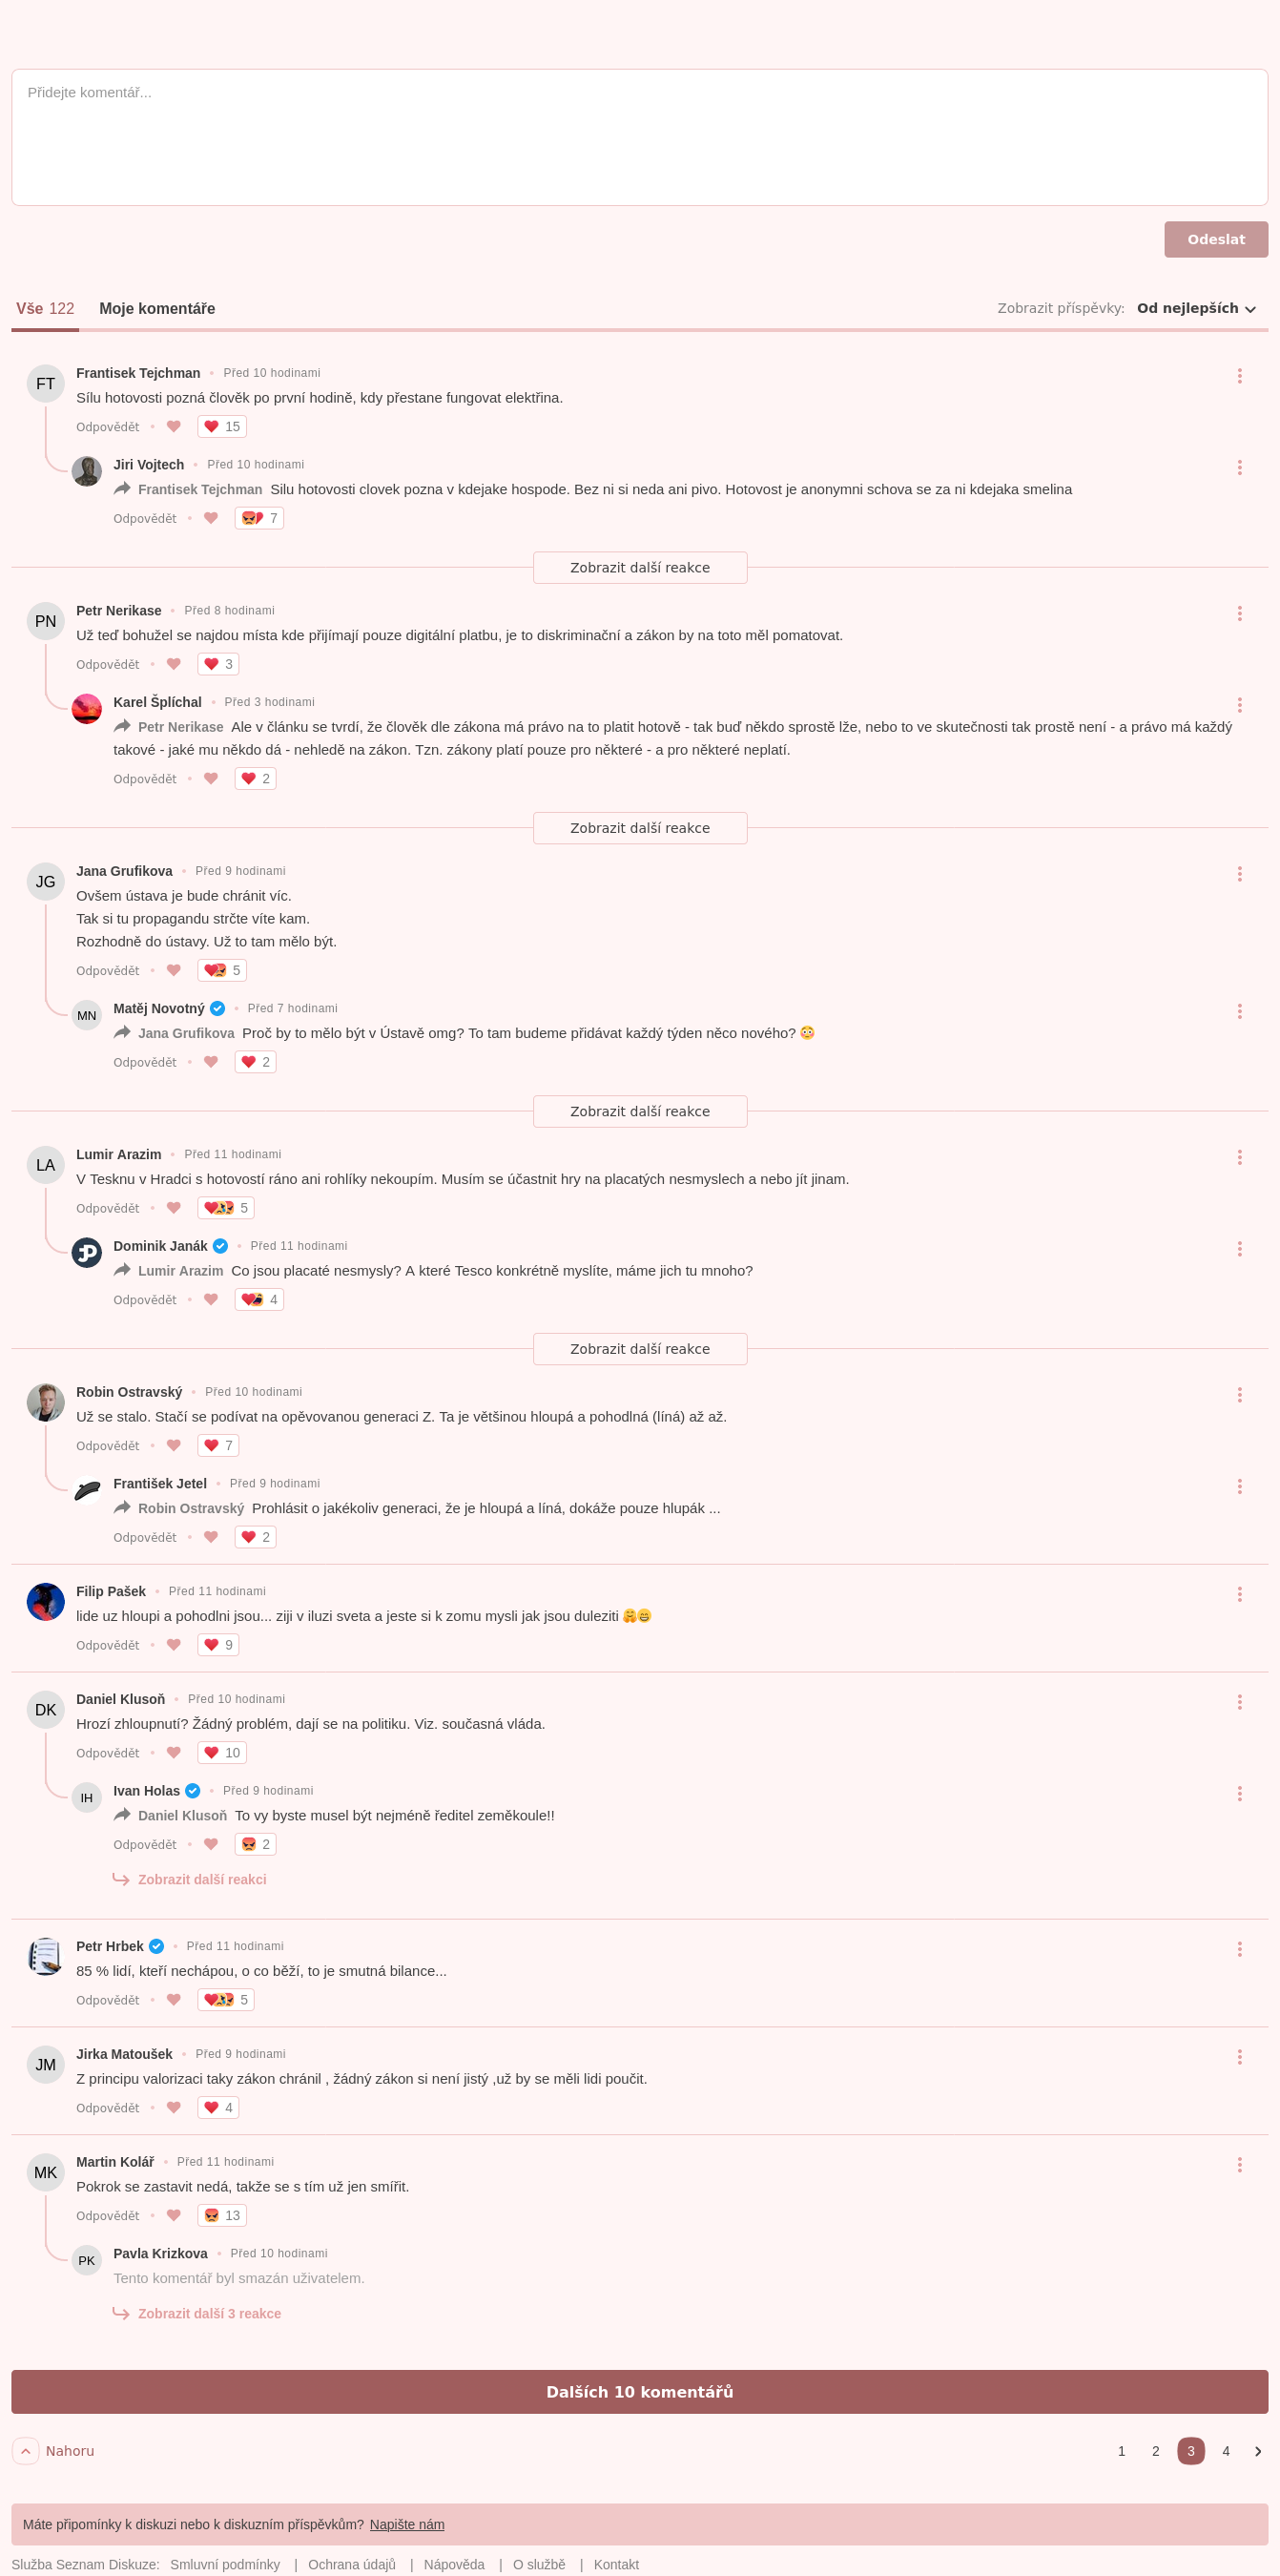 Přidejte komentář...
Odeslat
Vše 122 Moje komentáře Zobrazit příspěvky: Od nejlepších
FT Frantisek Tejchman • Před 10 hodinami
Sílu hotovosti pozná člověk po první hodině, kdy přestane fungovat elektřina.
Odpovědět • 15
Jiri Vojtech • Před 10 hodinami
Frantisek Tejchman Silu hotovosti clovek pozna v kdejake hospode. Bez ni si neda ani pivo. Hotovost je anonymni schova se za ni kdejaka smelina
Odpovědět • 7
Zobrazit další reakce
PN Petr Nerikase • Před 8 hodinami
Už teď bohužel se najdou místa kde přijímají pouze digitální platbu, je to diskriminační a zákon by na toto měl pomatovat.
Odpovědět • 3
Karel Šplíchal • Před 3 hodinami
Petr Nerikase Ale v článku se tvrdí, že člověk dle zákona má právo na to platit hotově - tak buď někdo sprostě lže, nebo to ve skutečnosti tak prostě není - a právo má každý
takové - jaké mu někdo dá - nehledě na zákon. Tzn. zákony platí pouze pro některé - a pro některé neplatí.
Odpovědět • 2
Zobrazit další reakce
JG Jana Grufikova • Před 9 hodinami
Ovšem ústava je bude chránit víc.
Tak si tu propagandu strčte víte kam.
Rozhodně do ústavy. Už to tam mělo být.
Odpovědět • 5
MN Matěj Novotný • Před 7 hodinami
Jana Grufikova Proč by to mělo být v Ústavě omg? To tam budeme přidávat každý týden něco nového? 😳
Odpovědět • 2
Zobrazit další reakce
LA Lumir Arazim • Před 11 hodinami
V Tesknu v Hradci s hotovostí ráno ani rohlíky nekoupím. Musím se účastnit hry na placatých nesmyslech a nebo jít jinam.
Odpovědět • 5
Dominik Janák • Před 11 hodinami
Lumir Arazim Co jsou placaté nesmysly? A které Tesco konkrétně myslíte, máme jich tu mnoho?
Odpovědět • 4
Zobrazit další reakce
Robin Ostravský • Před 10 hodinami
Už se stalo. Stačí se podívat na opěvovanou generaci Z. Ta je většinou hloupá a pohodlná (líná) až až.
Odpovědět • 7
František Jetel • Před 9 hodinami
Robin Ostravský Prohlásit o jakékoliv generaci, že je hloupá a líná, dokáže pouze hlupák ...
Odpovědět • 2
Filip Pašek • Před 11 hodinami
lide uz hloupi a pohodlni jsou... ziji v iluzi sveta a jeste si k zomu mysli jak jsou duleziti 🤗😄
Odpovědět • 9
DK Daniel Klusoň • Před 10 hodinami
Hrozí zhloupnutí? Žádný problém, dají se na politiku. Viz. současná vláda.
Odpovědět • 10
IH Ivan Holas • Před 9 hodinami
Daniel Klusoň To vy byste musel být nejméně ředitel zeměkoule!!
Odpovědět • 2
Zobrazit další reakci
Petr Hrbek • Před 11 hodinami
85 % lidí, kteří nechápou, o co běží, to je smutná bilance...
Odpovědět • 5
JM Jirka Matoušek • Před 9 hodinami
Z principu valorizaci taky zákon chránil , žádný zákon si není jistý ,už by se měli lidi poučit.
Odpovědět • 4
MK Martin Kolář • Před 11 hodinami
Pokrok se zastavit nedá, takže se s tím už jen smířit.
Odpovědět • 13
PK Pavla Krizkova • Před 10 hodinami
Tento komentář byl smazán uživatelem.
Zobrazit další 3 reakce
Dalších 10 komentářů
Nahoru 1 2 3 4
Máte připomínky k diskuzi nebo k diskuzním příspěvkům? Napište nám
Služba Seznam Diskuze: Smluvní podmínky | Ochrana údajů | Nápověda | O službě | Kontakt